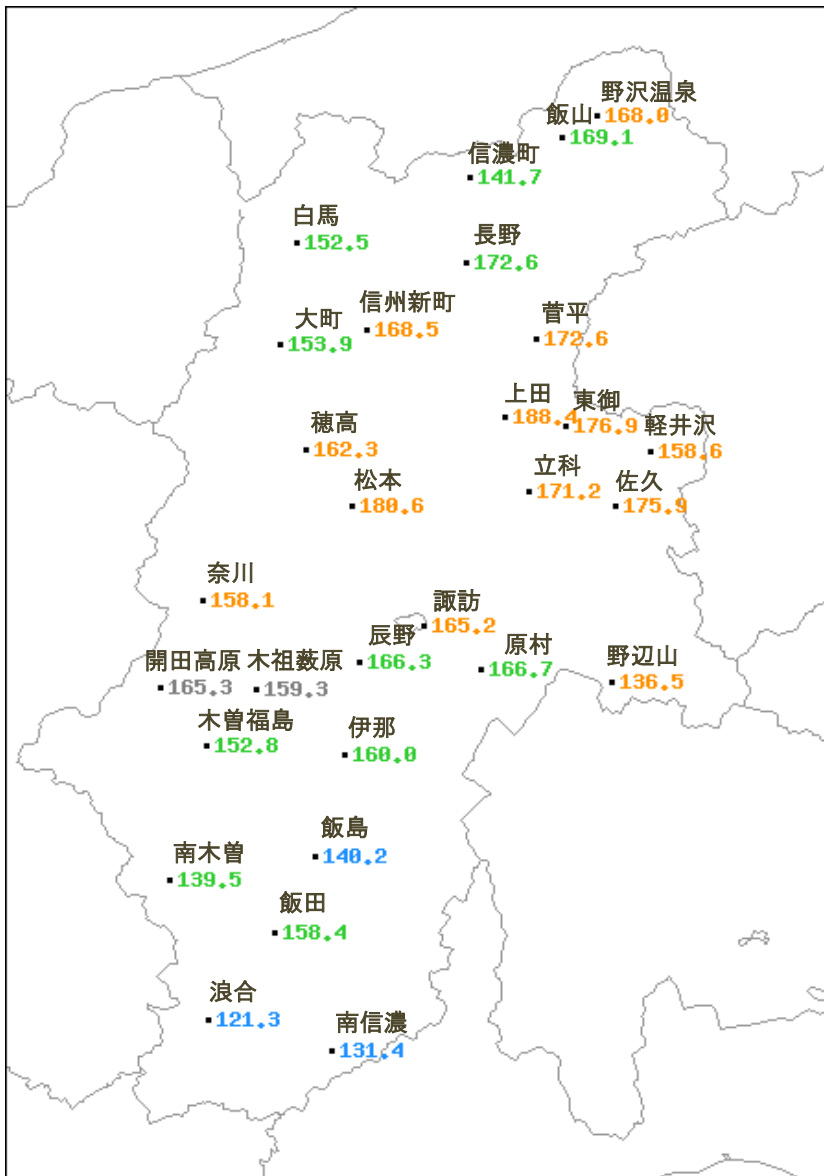 野沢温泉
168.0
飯山
169.1
信濃町
141.7
白馬
152.5
長野
172.6
信州新町
168.5
大町
153.9
菅平
172.6
上田
188.4
東御
176.9
軽井沢
158.6
穂高
162.3
松本
180.6
立科
171.2
佐久
175.9
奈川
158.1
諏訪
165.2
辰野
166.3
原村
166.7
野辺山
136.5
開田高原
165.3
木祖薮原
159.3
木曽福島
152.8
伊那
160.0
飯島
140.2
南木曽
139.5
飯田
158.4
浪合
121.3
南信濃
131.4